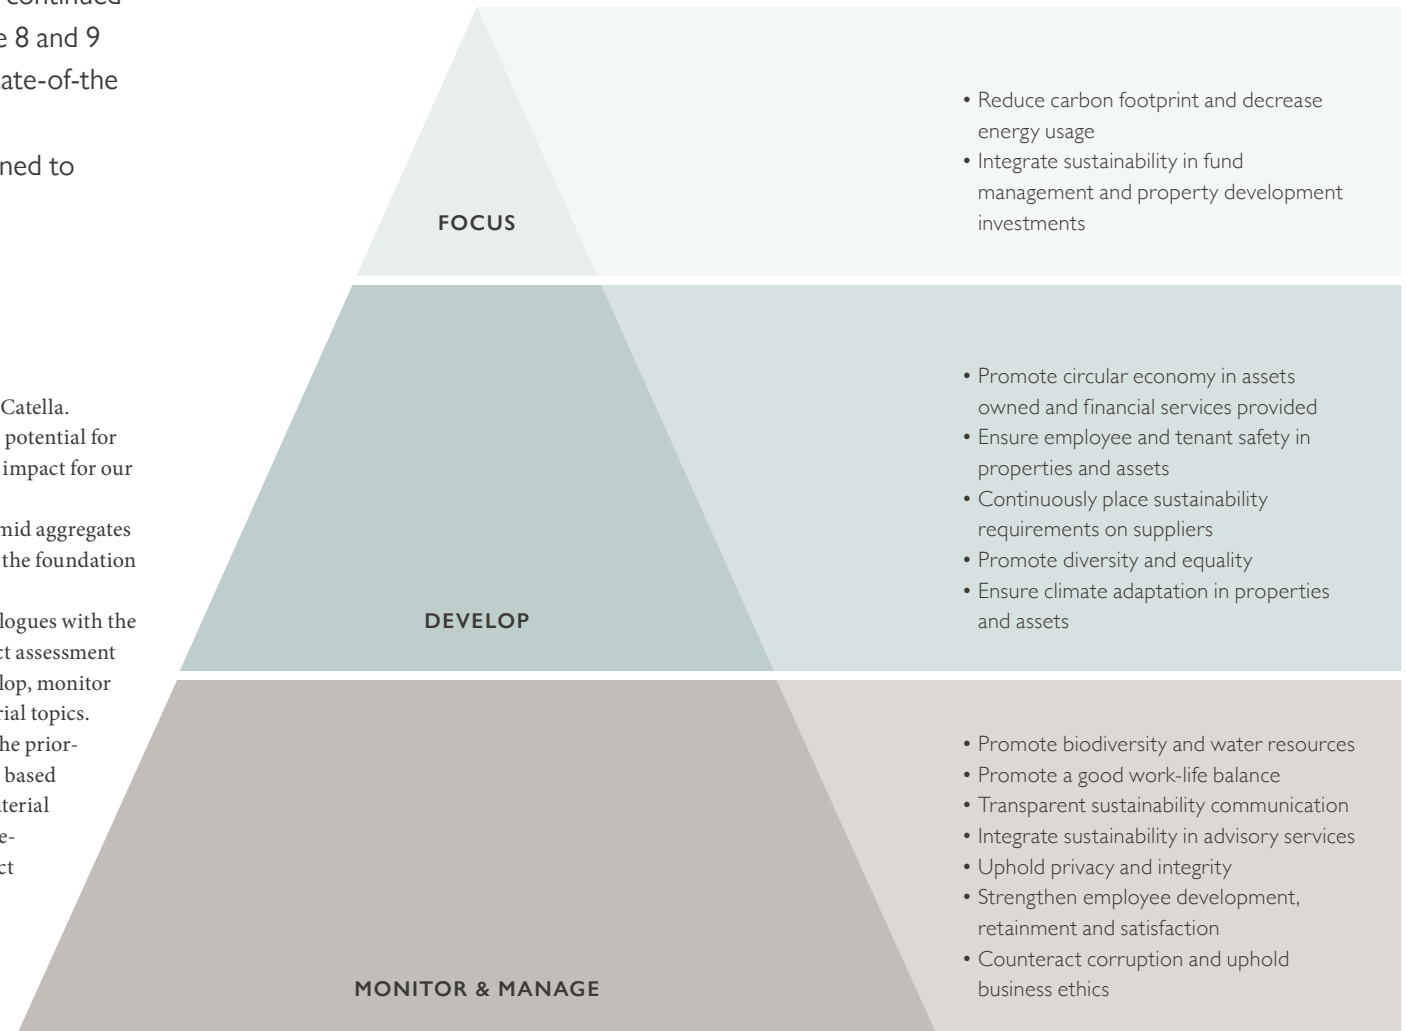 continued
e 8 and 9
ate-of-the
ned to
Catella.
potential for
impact for our
mid aggregates
the foundation
logues with the
ct assessment
lop, monitor
rial topics.
he prior-
based
terial
e-
ct
FOCUS
• Reduce carbon footprint and decrease
energy usage
• Integrate sustainability in fund
management and property development
investments
DEVELOP
• Promote circular economy in assets
owned and financial services provided
• Ensure employee and tenant safety in
properties and assets
• Continuously place sustainability
requirements on suppliers
• Promote diversity and equality
• Ensure climate adaptation in properties
and assets
MONITOR & MANAGE
• Promote biodiversity and water resources
• Promote a good work-life balance
• Transparent sustainability communication
• Integrate sustainability in advisory services
• Uphold privacy and integrity
• Strengthen employee development,
retainment and satisfaction
• Counteract corruption and uphold
business ethics